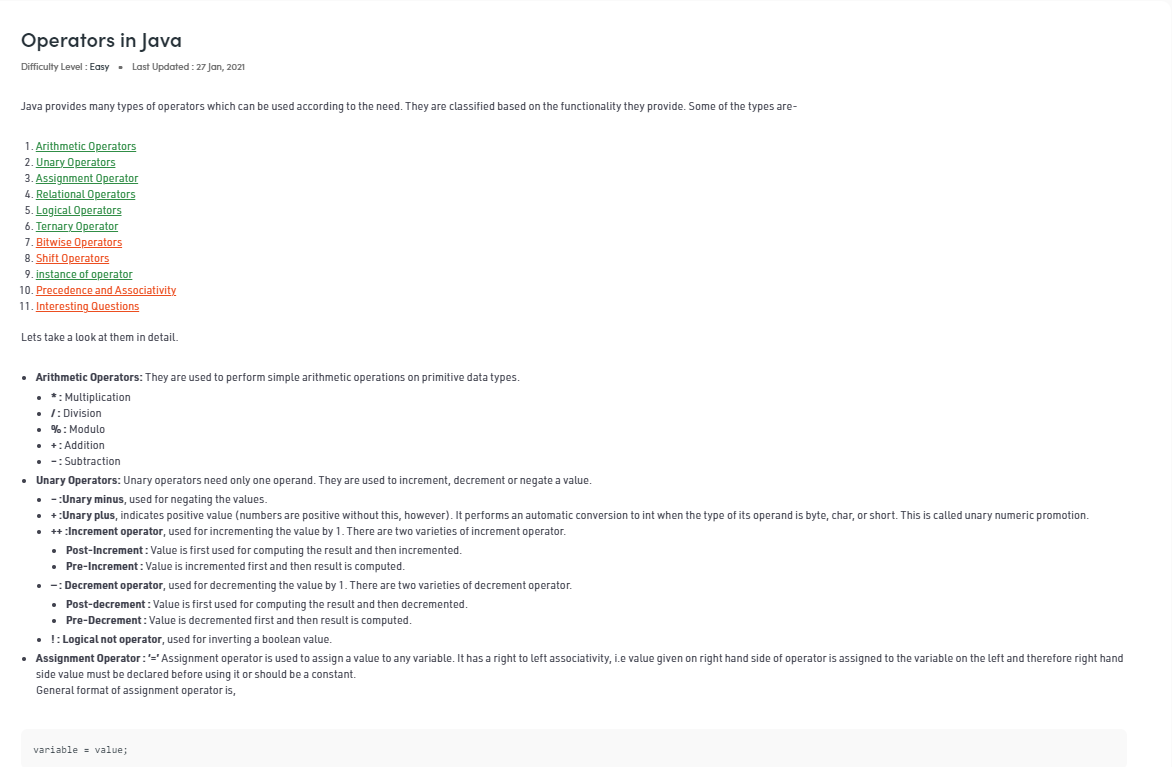 Operators in Java
Difficulty Level : Easy • Last Updated : 27 Jan, 2021
Java provides many types of operators which can be used according to the need. They are classified based on the functionality they provide. Some of the types are-
1. Arithmetic Operators
2. Unary Operators
3. Assignment Operator
4. Relational Operators
5. Logical Operators
6. Ternary Operator
7. Bitwise Operators
8. Shift Operators
9. instance of operator
10. Precedence and Associativity
11. Interesting Questions
Lets take a look at them in detail.
• Arithmetic Operators: They are used to perform simple arithmetic operations on primitive data types.
• * : Multiplication
• / : Division
• % : Modulo
• + : Addition
• – : Subtraction
• Unary Operators: Unary operators need only one operand. They are used to increment, decrement or negate a value.
• – :Unary minus, used for negating the values.
• + :Unary plus, indicates positive value (numbers are positive without this, however). It performs an automatic conversion to int when the type of its operand is byte, char, or short. This is called unary numeric promotion.
• ++ :Increment operator, used for incrementing the value by 1. There are two varieties of increment operator.
• Post-Increment : Value is first used for computing the result and then incremented.
• Pre-Increment : Value is incremented first and then result is computed.
• — : Decrement operator, used for decrementing the value by 1. There are two varieties of decrement operator.
• Post-decrement : Value is first used for computing the result and then decremented.
• Pre-Decrement : Value is decremented first and then result is computed.
• ! : Logical not operator, used for inverting a boolean value.
• Assignment Operator : '=' Assignment operator is used to assign a value to any variable. It has a right to left associativity, i.e value given on right hand side of operator is assigned to the variable on the left and therefore right hand
side value must be declared before using it or should be a constant.
General format of assignment operator is,
variable = value;